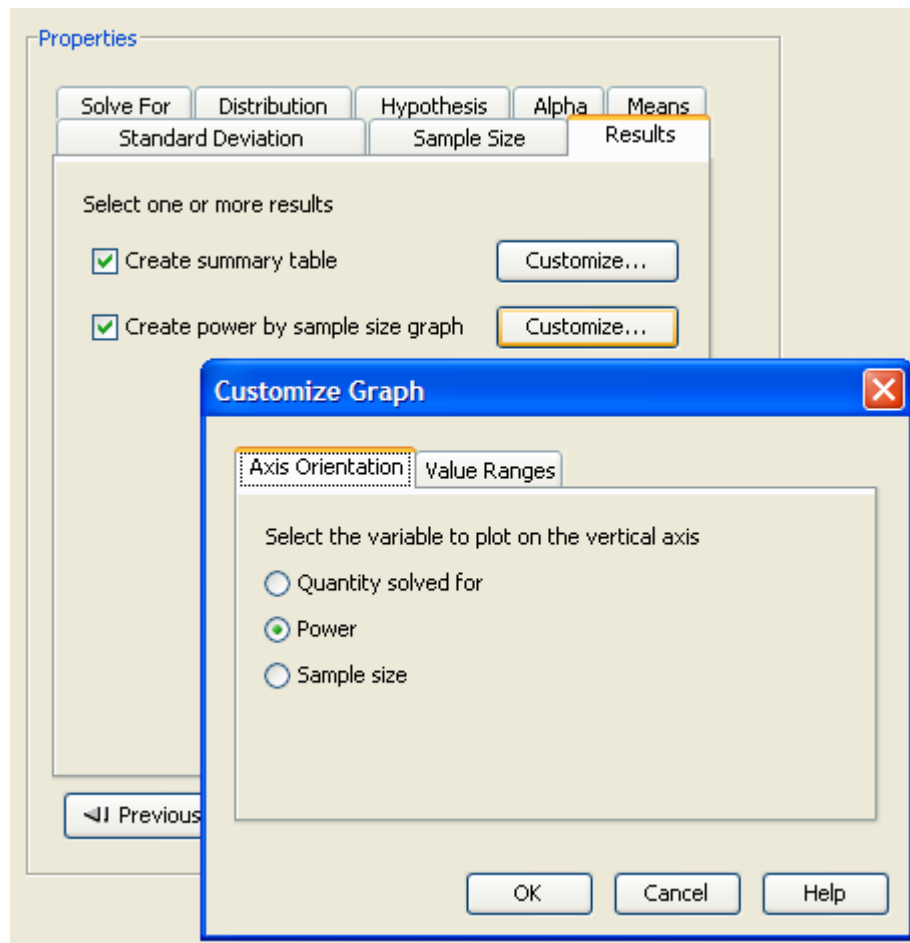 Properties
Solve For Distribution Hypothesis Alpha Means
Standard Deviation Sample Size Results
Select one or more results
Create summary table Customize...
Create power by sample size graph Customize...
Customize Graph
Axis Orientation Value Ranges
Select the variable to plot on the vertical axis
Quantity solved for
Power
Sample size
Previous
OK Cancel Help